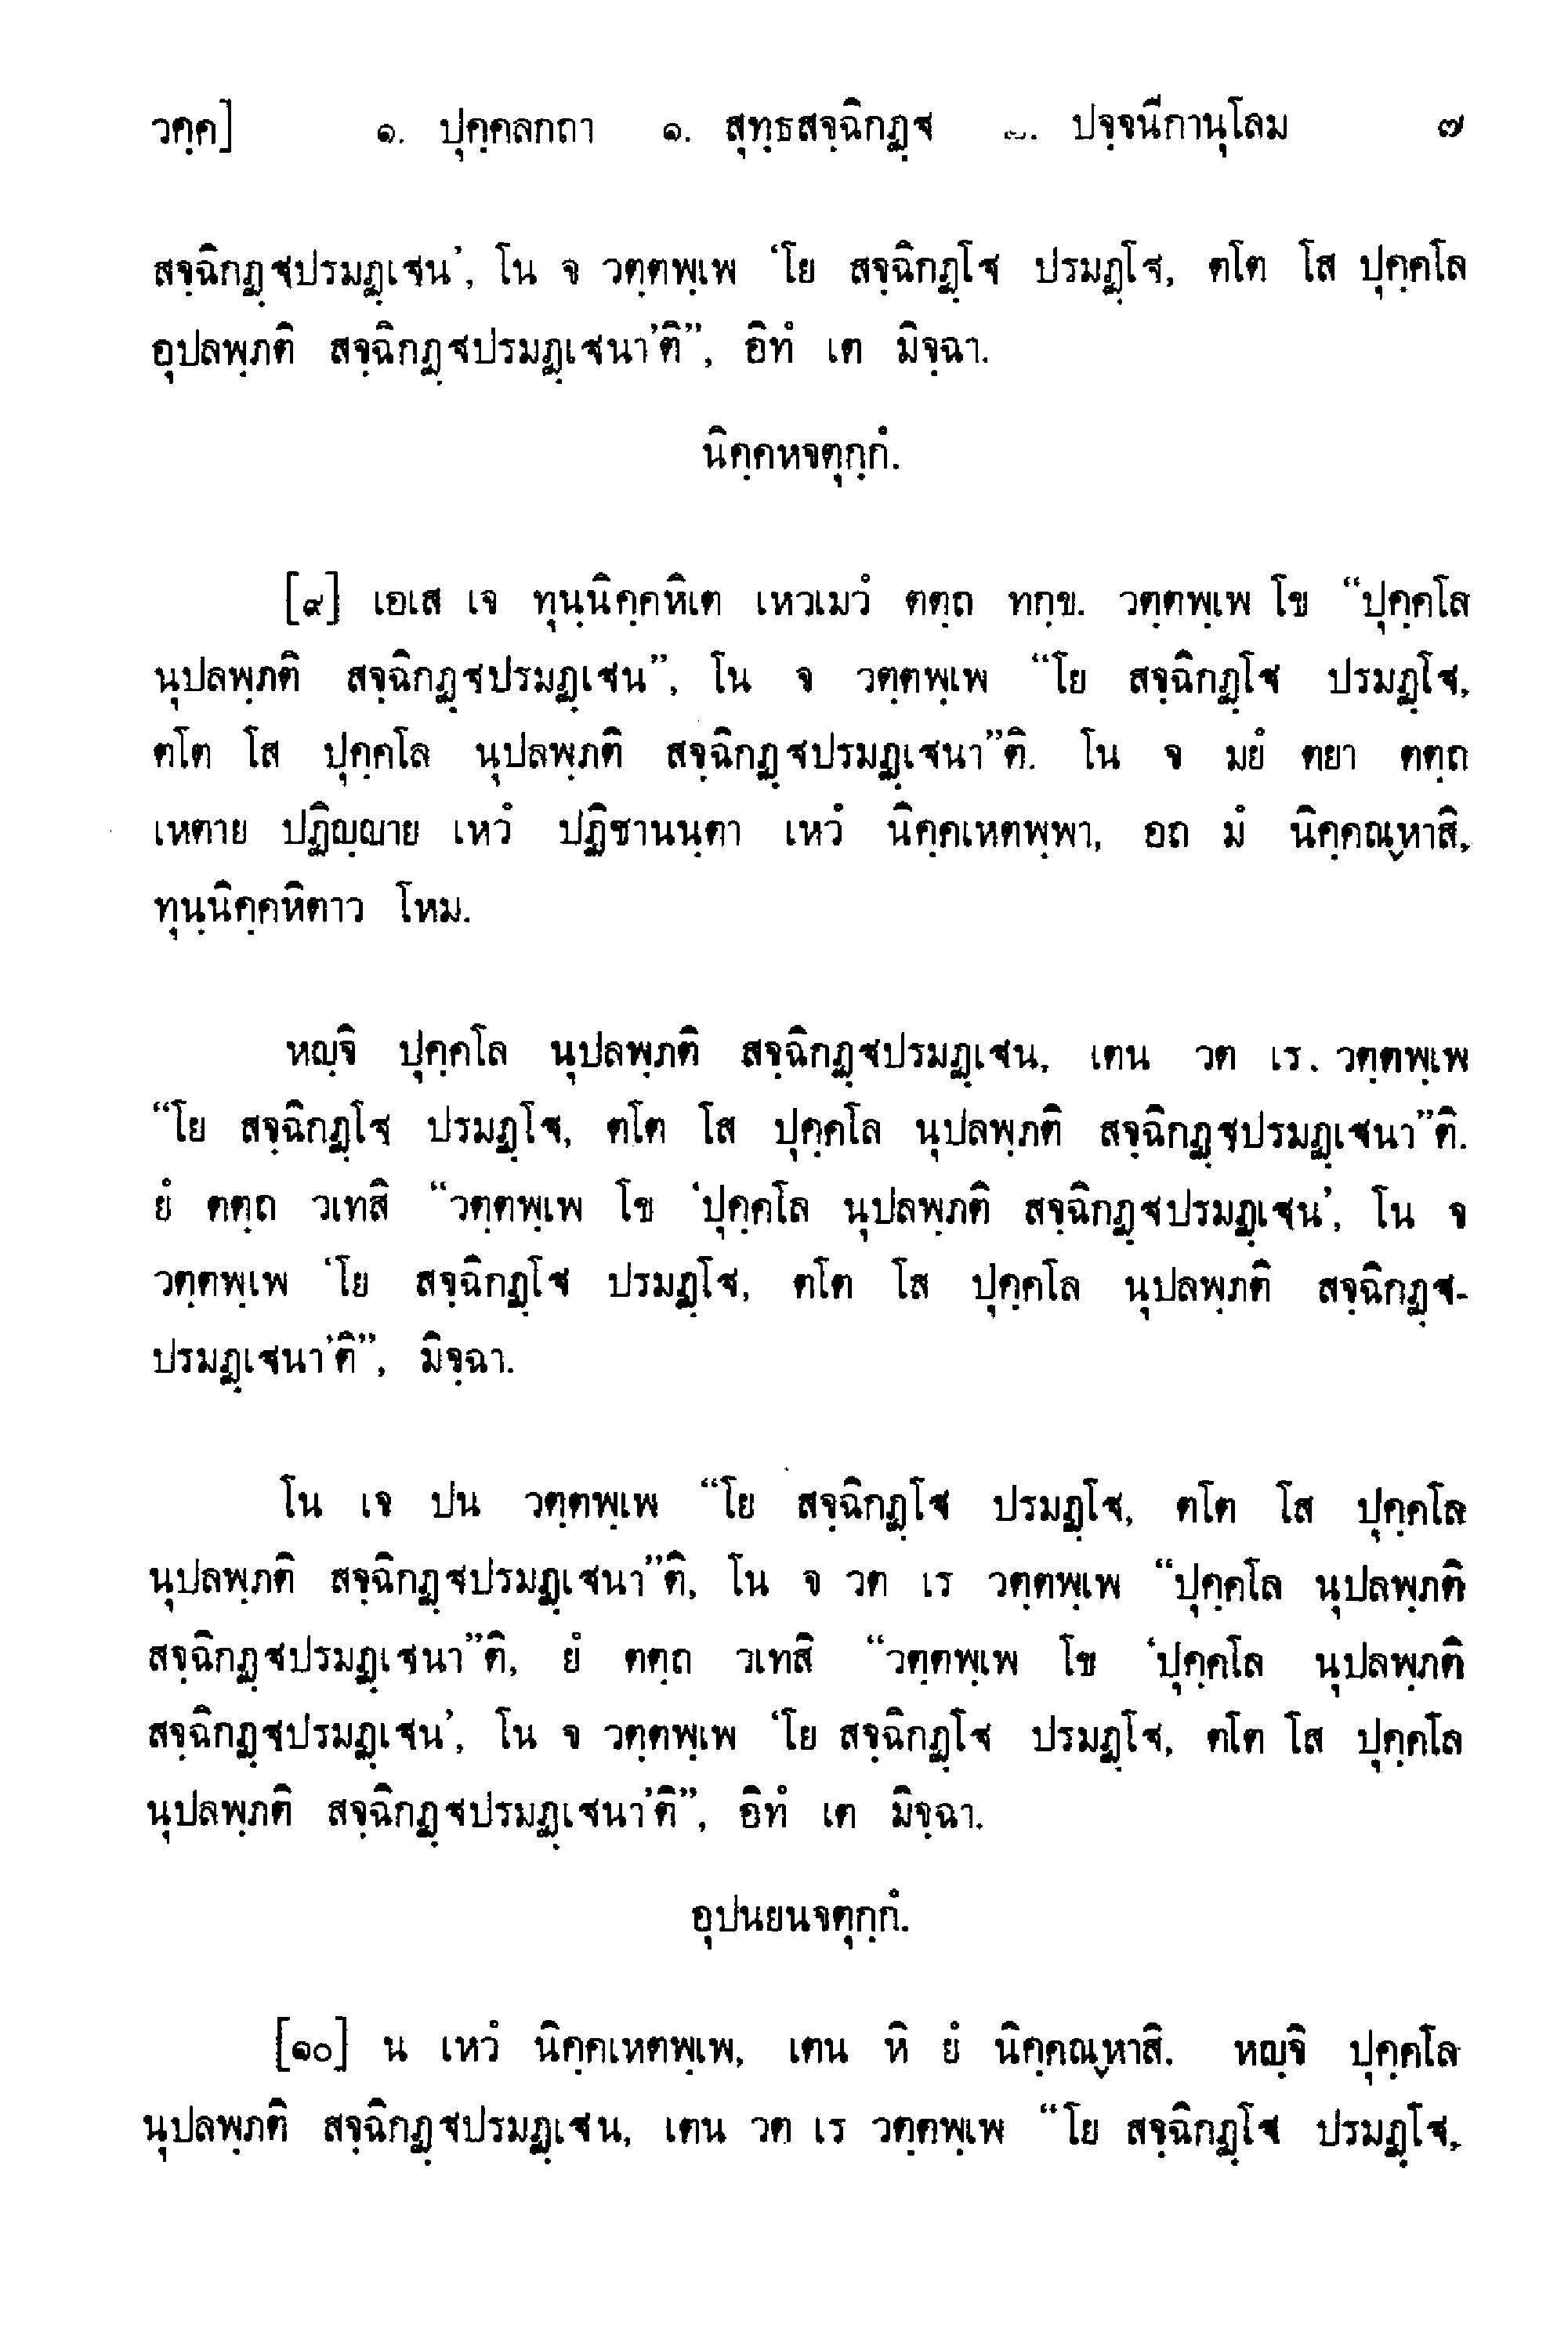 วคฺค] ๑. ปุคฺคลกถา ๑. สุทฺธสจฺฉิกฏฺฐ ๒. ปจฺจนีกานุโลม ๗
สจฺฉิกฏฺฐปรมฏฺเฐน’, โน จ วตฺตพฺเพ ‘โย สจฺฉิกฏฺโฐ ปรมฏฺโฐ, ตโต โส ปุคฺคโล
อุปลพฺภติ สจฺฉิกฏฺฐปรมฏฺเฐนา’ติ”, อิทํ เต มิจฺฉา.
นิคฺคหจตุกฺกํ.
[๙] เอเส เจ ทุนฺนิคฺคหิเต เหวเมวํ ตตฺถ ทกฺข. วตฺตพฺเพ โข “ปุคฺคโล
นุปลพฺภติ สจฺฉิกฏฺฐปรมฏฺเฐน”, โน จ วตฺตพฺเพ “โย สจฺฉิกฏฺโฐ ปรมฏฺโฐ,
ตโต โส ปุคฺคโล นุปลพฺภติ สจฺฉิกฏฺฐปรมฏฺเฐนา”ติ. โน จ มยํ ตยา ตตฺถ
เหตาย ปฏิญฺญาย เหวํ ปฏิชานนฺตา เหวํ นิคฺคเหตพฺพา, อถ มํ นิคฺคณฺหาสิ,
ทุนฺนิคฺคหิตาว โหม.
หญฺจิ ปุคฺคโล นุปลพฺภติ สจฺฉิกฏฺฐปรมฏฺเฐน, เตน วต เร . วตฺตพฺเพ
“โย สจฺฉิกฏฺโฐ ปรมฏฺโฐ, ตโต โส ปุคฺคโล นุปลพฺภติ สจฺฉิกฏฺฐปรมฏฺเฐนา”ติ.
ยํ ตตฺถ วเทสิ “วตฺตพฺเพ โข ‘ปุคฺคโล นุปลพฺภติ สจฺฉิกฏฺฐปรมฏฺเฐน’, โน จ
วตฺตพฺเพ ‘โย สจฺฉิกฏฺโฐ ปรมฏฺโฐ, ตโต โส ปุคฺคโล นุปลพฺภติ สจฺฉิกฏฺฐ-
ปรมฏฺเฐนา’ติ”, มิจฺฉา.
โน เจ ปน วตฺตพฺเพ “โย สจฺฉิกฏฺโฐ ปรมฏฺโฐ, ตโต โส ปุคฺคโล
นุปลพฺภติ สจฺฉิกฏฺฐปรมฏฺเฐนา”ติ, โน จ วต เร วตฺตพฺเพ “ปุคฺคโล นุปลพฺภติ
สจฺฉิกฏฺฐปรมฏฺเฐนา”ติ, ยํ ตตฺถ วเทสิ “วตฺตพฺเพ โข ‘ปุคฺคโล นุปลพฺภติ
สจฺฉิกฏฺฐปรมฏฺเฐน’, โน จ วตฺตพฺเพ ‘โย สจฺฉิกฏฺโฐ ปรมฏฺโฐ, ตโต โส ปุคฺคโล
นุปลพฺภติ สจฺฉิกฏฺฐปรมฏฺเฐนา’ติ”, อิทํ เต มิจฺฉา.
อุปนยนจตุกฺกํ.
[๑๐] น เหวํ นิคฺคเหตพฺเพ, เตน หิ ยํ นิคฺคณฺหาสิ. หญฺจิ ปุคฺคโล
นุปลพฺภติ สจฺฉิกฏฺฐปรมฏฺเฐน, เตน วต เร วตฺตพฺเพ “โย สจฺฉิกฏฺโฐ ปรมฏฺโฐ,